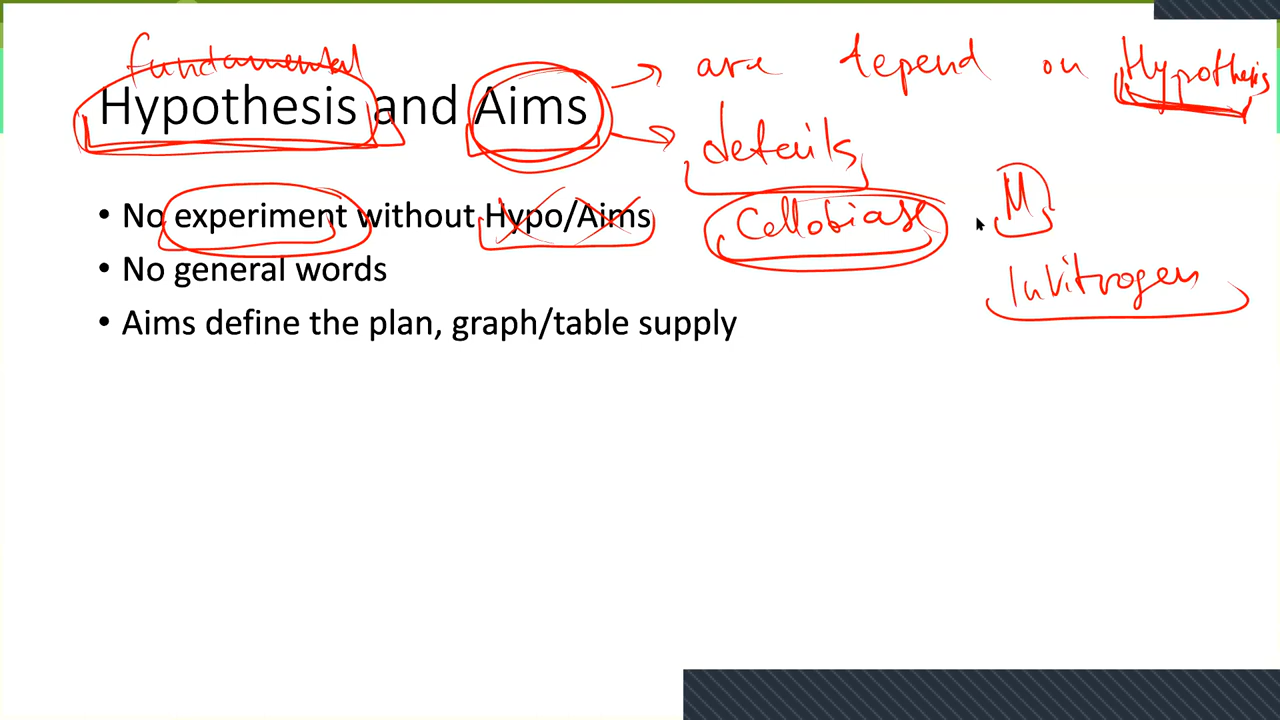 fundamental
Hypothesis and Aims
are depend on Hypothesis
details
• No experiment without Hypo/Aims
Cellobiase
M
• No general words
Invitrogen
• Aims define the plan, graph/table supply